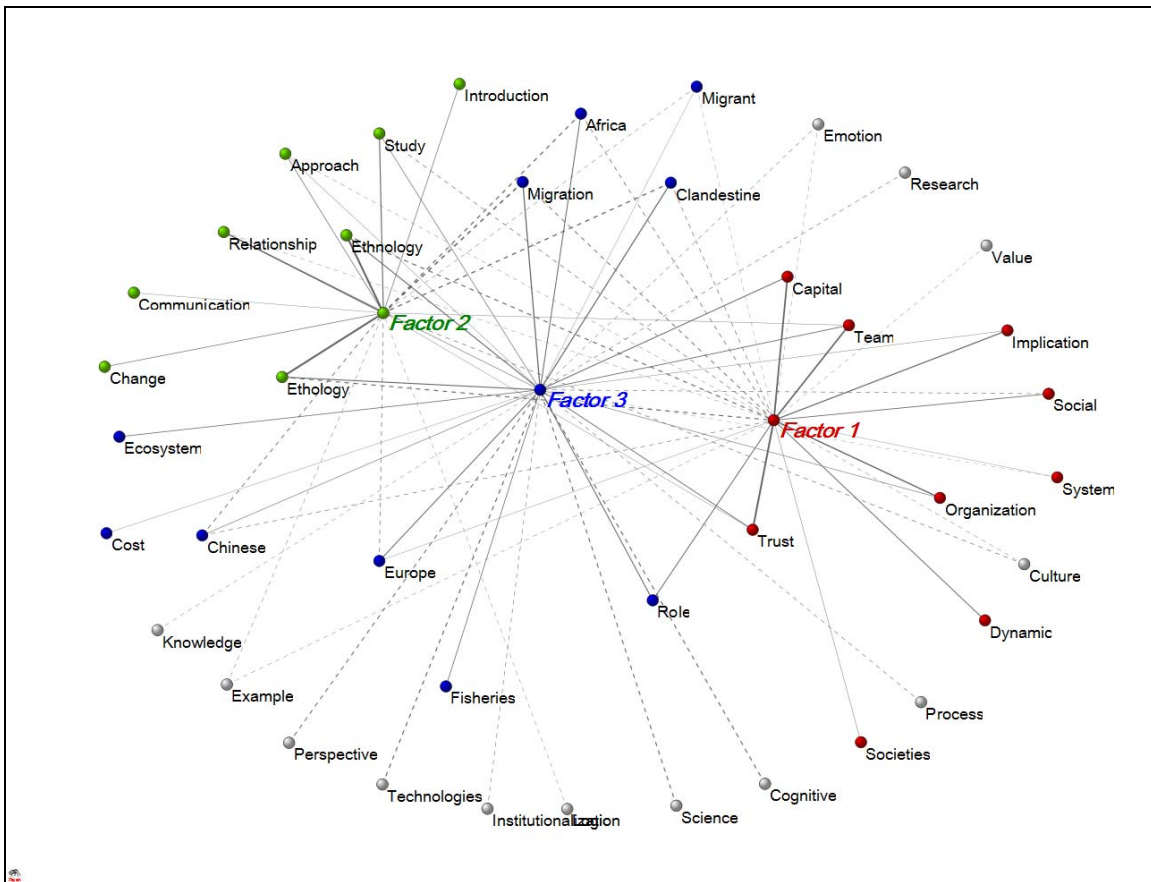 Introduction
Migrant
Africa
Emotion
Study
Approach
Research
Migration
Clandestine
Relationship
Ethnology
Value
Capital
Communication
Factor 2
Team
Implication
Change
Ethology
Factor 3
Social
Factor 1
Ecosystem
System
Organization
Cost
Chinese
Trust
Europe
Culture
Role
Dynamic
Knowledge
Example
Fisheries
Process
Perspective
Societies
Technologies
Cognitive
Institutionalization
Science